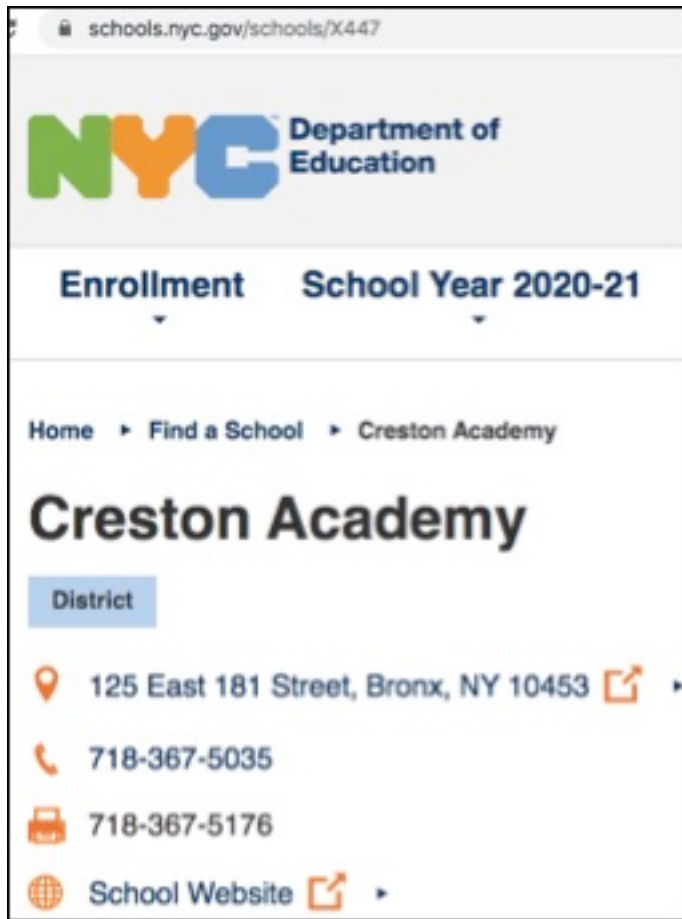 schools.nyc.gov/schools/X447
NYC Department of
Education
Enrollment School Year 2020-21
Home ▸ Find a School ▸ Creston Academy
Creston Academy
District
125 East 181 Street, Bronx, NY 10453
718-367-5035
718-367-5176
School Website